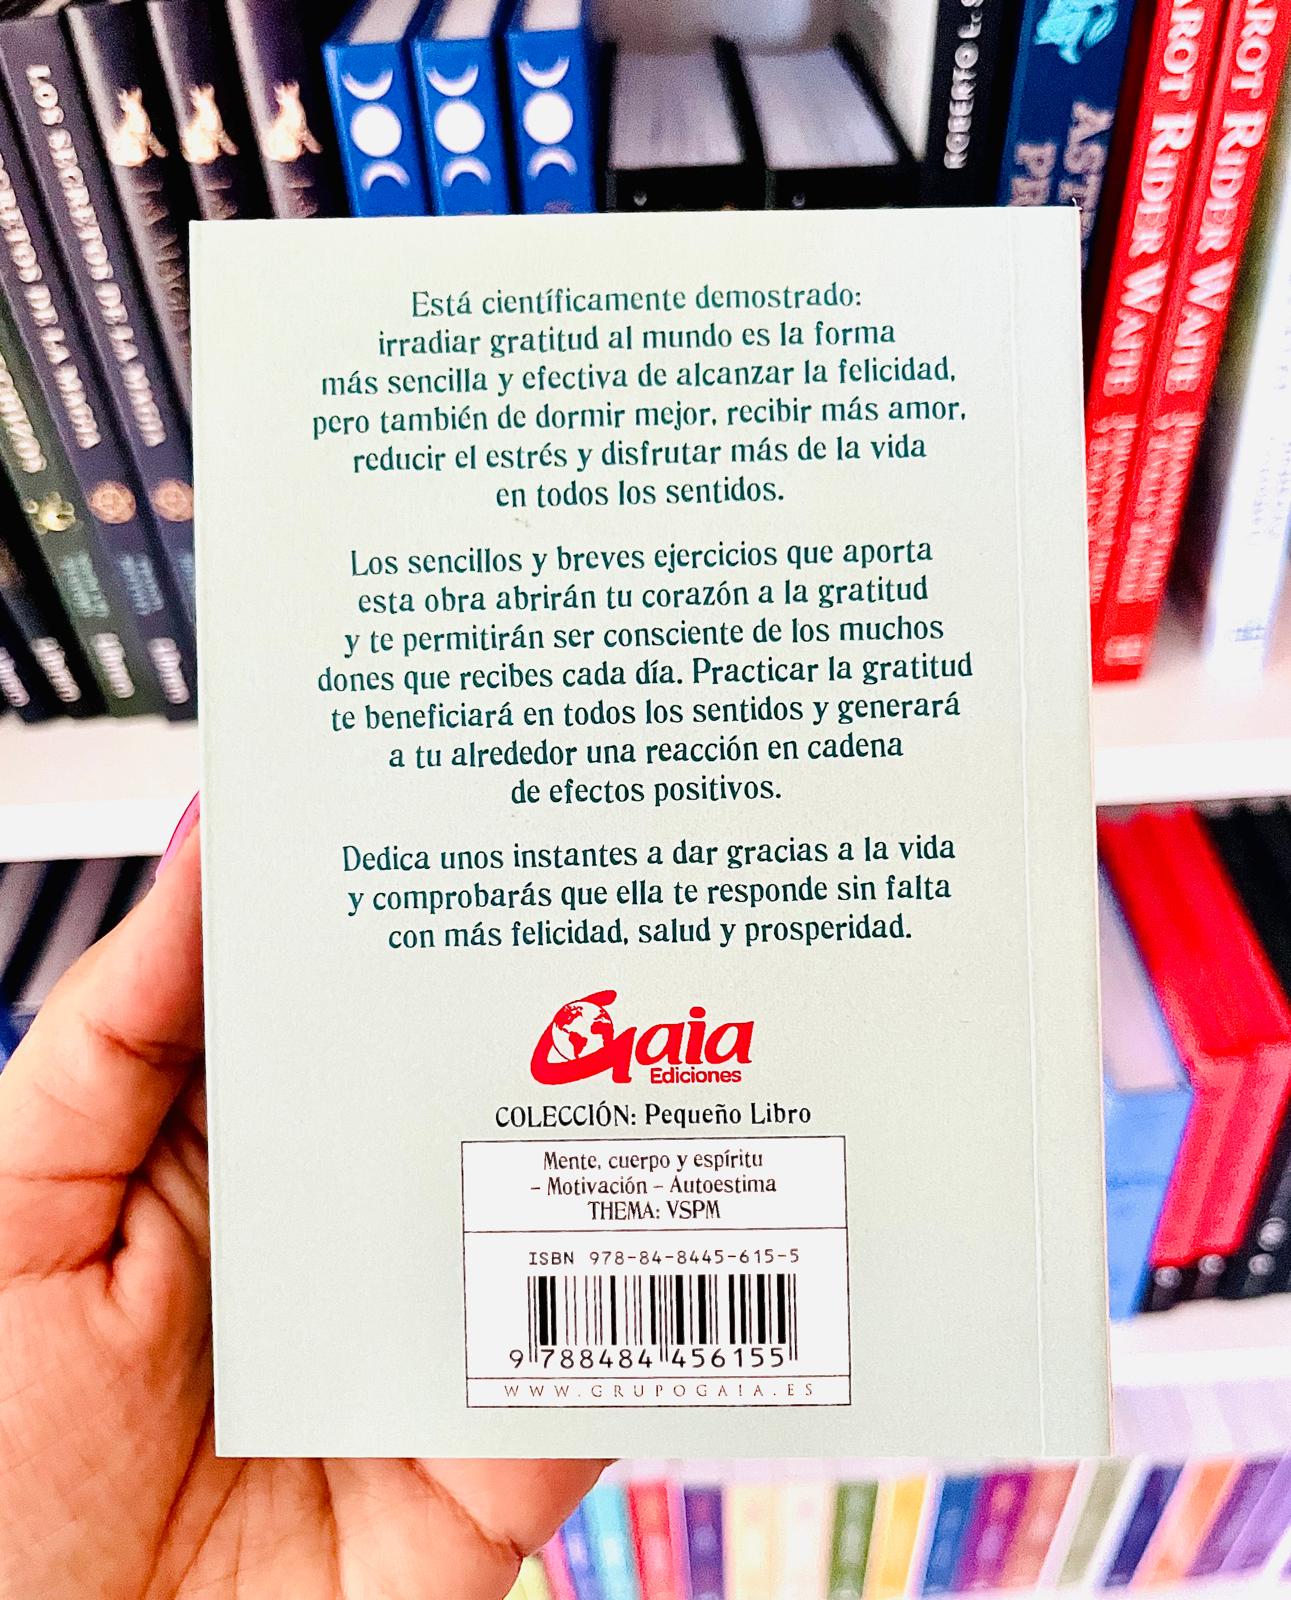 LOS SECRETOS DE LA MAGIA
ROBERTO
TAROT RIDER WAITE
TAROT RIDER WAITE
Está científicamente demostrado:
irradiar gratitud al mundo es la forma
más sencilla y efectiva de alcanzar la felicidad,
pero también de dormir mejor, recibir más amor,
reducir el estrés y disfrutar más de la vida
en todos los sentidos.
Los sencillos y breves ejercicios que aporta
esta obra abrirán tu corazón a la gratitud
y te permitirán ser consciente de los muchos
dones que recibes cada día. Practicar la gratitud
te beneficiará en todos los sentidos y generará
a tu alrededor una reacción en cadena
de efectos positivos.
Dedica unos instantes a dar gracias a la vida
y comprobarás que ella te responde sin falta
con más felicidad, salud y prosperidad.
Gaia
Ediciones
COLECCIÓN: Pequeño Libro
Mente, cuerpo y espíritu
– Motivación – Autoestima
THEMA: VSPM
ISBN 978-84-8445-615-5
9 788484 456155
WWW.GRUPOGAIA.ES